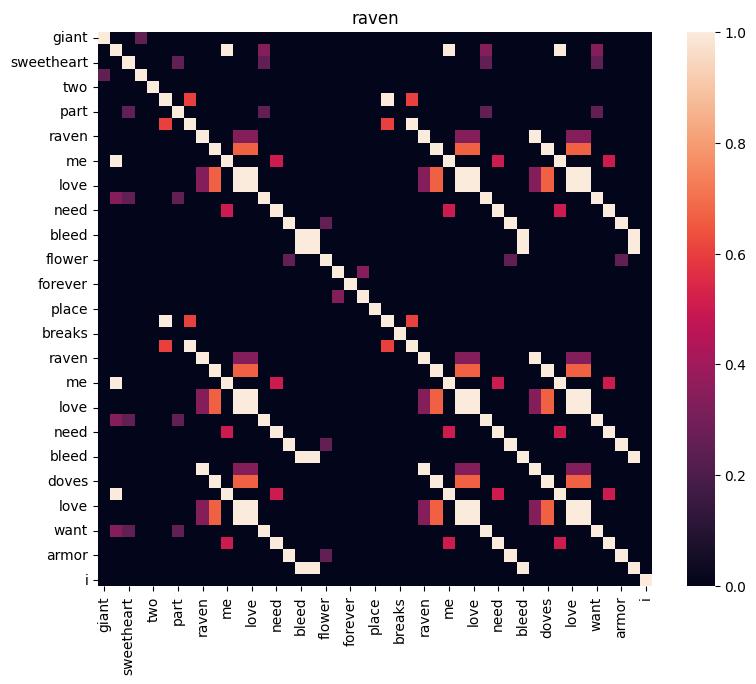 raven
giant
sweetheart
two
part
raven
me
love
need
bleed
flower
forever
place
breaks
raven
me
love
need
bleed
doves
love
want
armor
i
giant
sweetheart
two
part
raven
me
love
need
bleed
flower
forever
place
breaks
raven
me
love
need
bleed
doves
love
want
armor
i
1.0
0.8
0.6
0.4
0.2
0.0